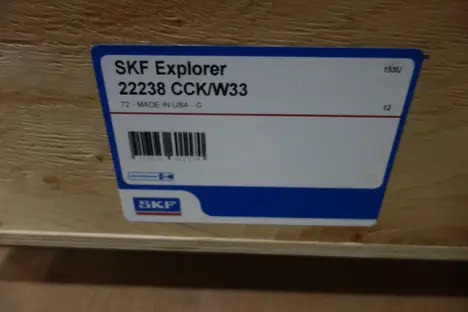 SKF Explorer
22238 CCK/W33
72 - MADE IN USA - G
12
SKF